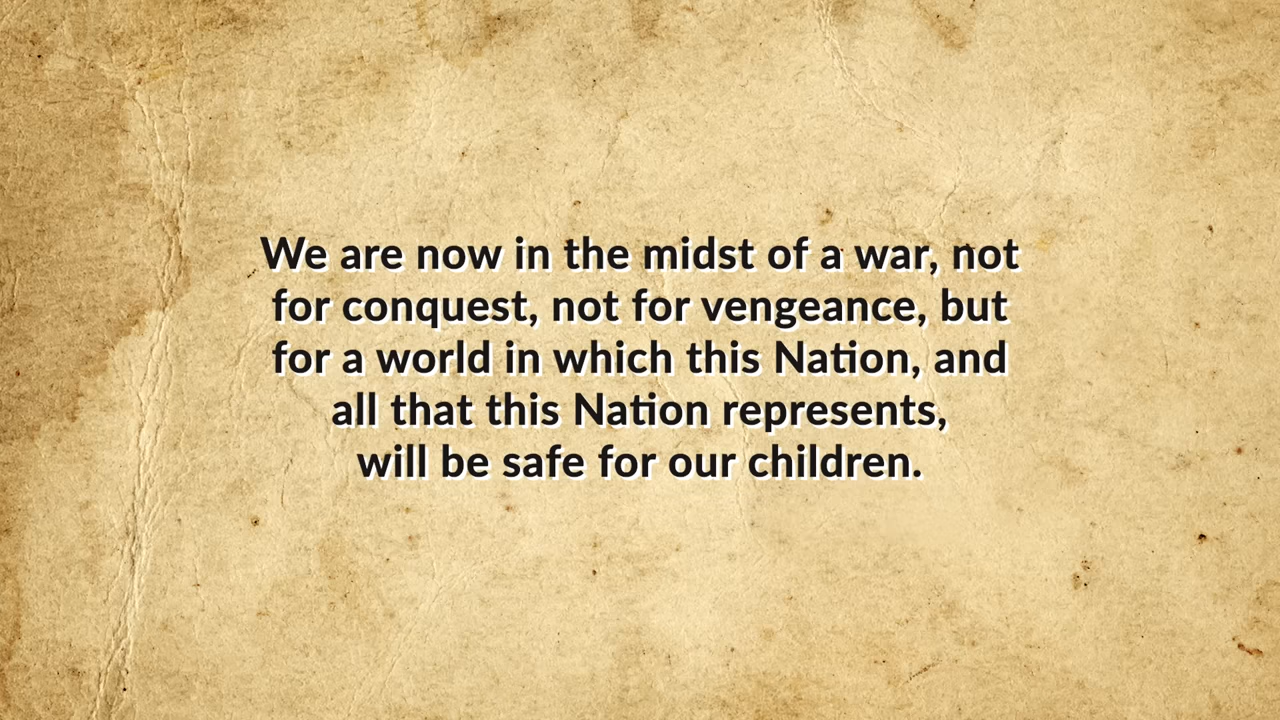 We are now in the midst of a war, not
for conquest, not for vengeance, but
for a world in which this Nation, and
all that this Nation represents,
will be safe for our children.